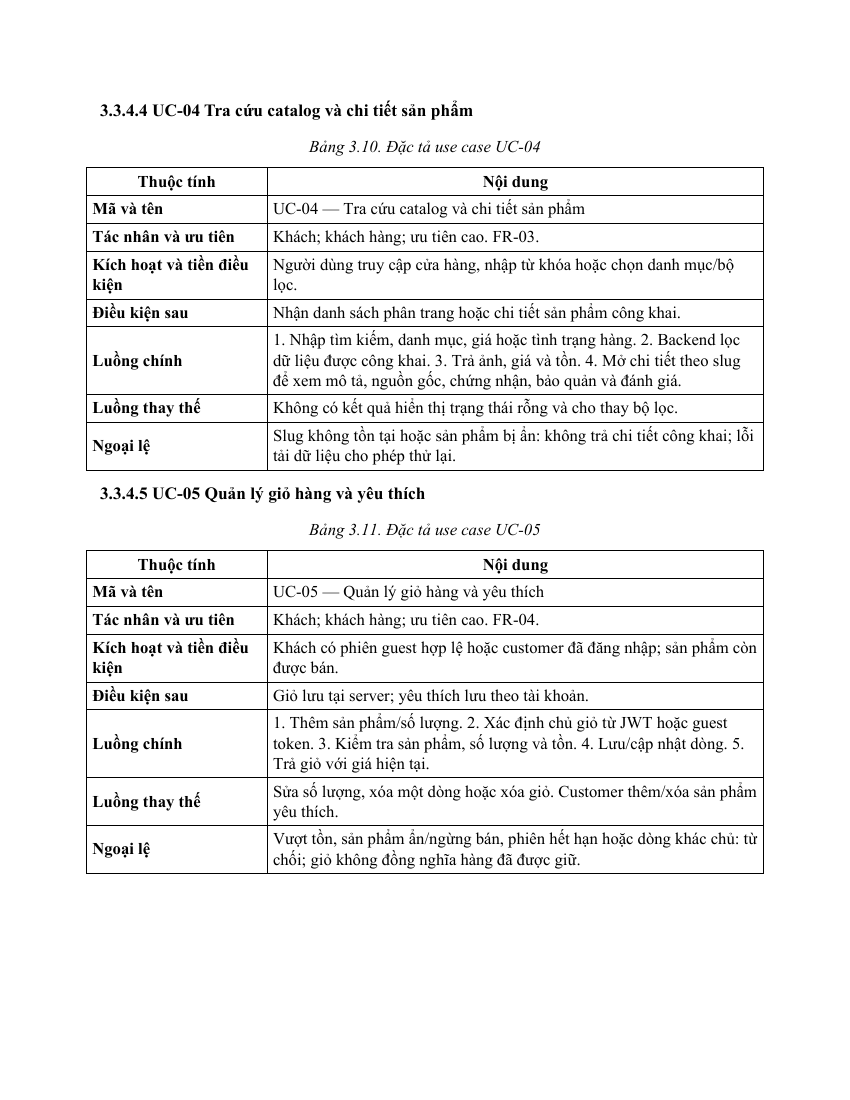 3.3.4.4 UC-04 Tra cứu catalog và chi tiết sản phẩm
Bảng 3.10. Đặc tả use case UC-04
Thuộc tính
Nội dung
Mã và tên
UC-04 — Tra cứu catalog và chi tiết sản phẩm
Tác nhân và ưu tiên
Khách; khách hàng; ưu tiên cao. FR-03.
Kích hoạt và tiền điều
kiện
Người dùng truy cập cửa hàng, nhập từ khóa hoặc chọn danh mục/bộ
lọc.
Điều kiện sau
Nhận danh sách phân trang hoặc chi tiết sản phẩm công khai.
Luồng chính
1. Nhập tìm kiếm, danh mục, giá hoặc tình trạng hàng. 2. Backend lọc
dữ liệu được công khai. 3. Trả ảnh, giá và tồn. 4. Mở chi tiết theo slug
để xem mô tả, nguồn gốc, chứng nhận, bảo quản và đánh giá.
Luồng thay thế
Không có kết quả hiển thị trạng thái rỗng và cho thay bộ lọc.
Ngoại lệ
Slug không tồn tại hoặc sản phẩm bị ẩn: không trả chi tiết công khai; lỗi
tải dữ liệu cho phép thử lại.
3.3.4.5 UC-05 Quản lý giỏ hàng và yêu thích
Bảng 3.11. Đặc tả use case UC-05
Thuộc tính
Nội dung
Mã và tên
UC-05 — Quản lý giỏ hàng và yêu thích
Tác nhân và ưu tiên
Khách; khách hàng; ưu tiên cao. FR-04.
Kích hoạt và tiền điều
kiện
Khách có phiên guest hợp lệ hoặc customer đã đăng nhập; sản phẩm còn
được bán.
Điều kiện sau
Giỏ lưu tại server; yêu thích lưu theo tài khoản.
Luồng chính
1. Thêm sản phẩm/số lượng. 2. Xác định chủ giỏ từ JWT hoặc guest
token. 3. Kiểm tra sản phẩm, số lượng và tồn. 4. Lưu/cập nhật dòng. 5.
Trả giỏ với giá hiện tại.
Luồng thay thế
Sửa số lượng, xóa một dòng hoặc xóa giỏ. Customer thêm/xóa sản phẩm
yêu thích.
Ngoại lệ
Vượt tồn, sản phẩm ẩn/ngừng bán, phiên hết hạn hoặc dòng khác chủ: từ
chối; giỏ không đồng nghĩa hàng đã được giữ.